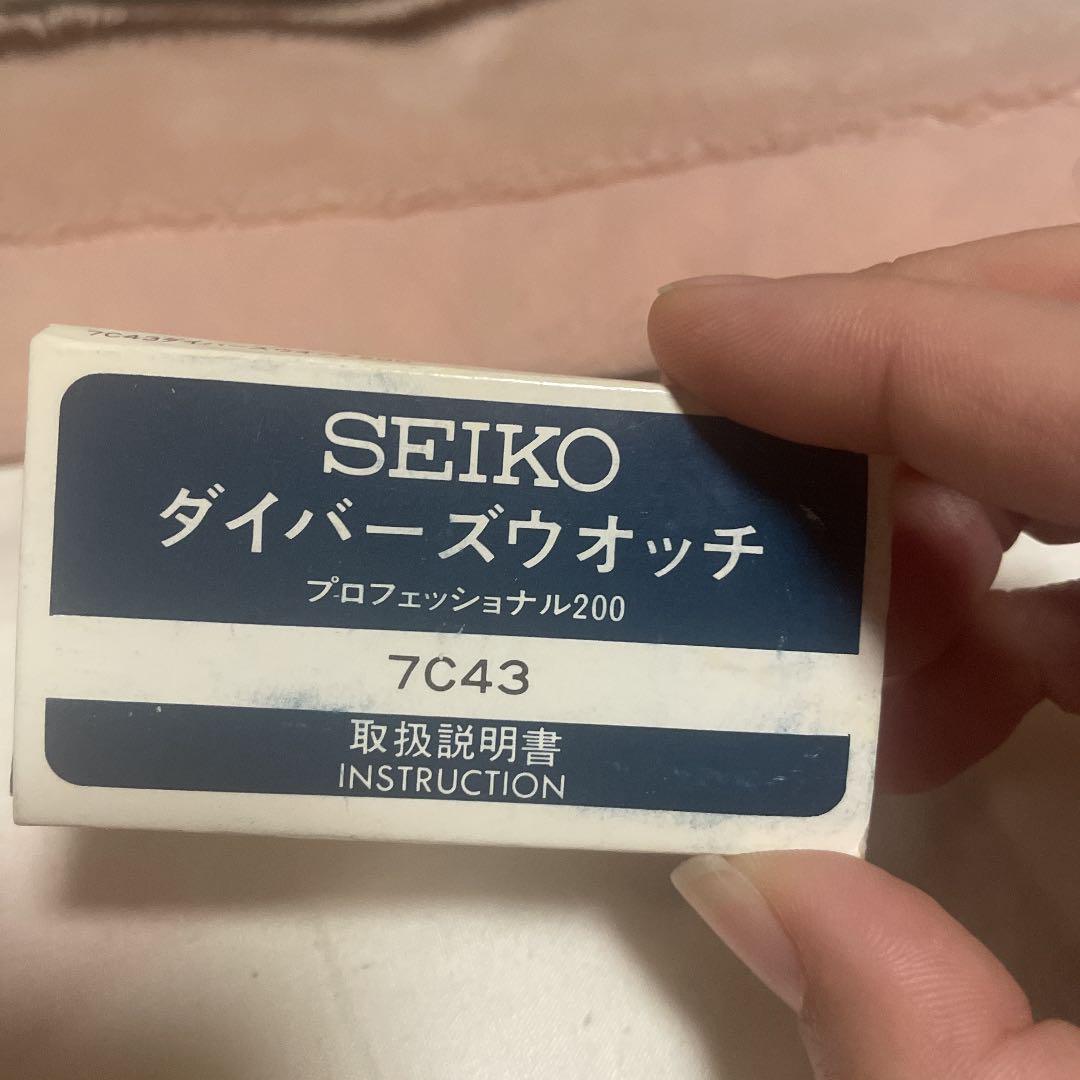 SEIKO
ダイバーズウオッチ
プロフェッショナル200
7C43
取扱説明書
INSTRUCTION